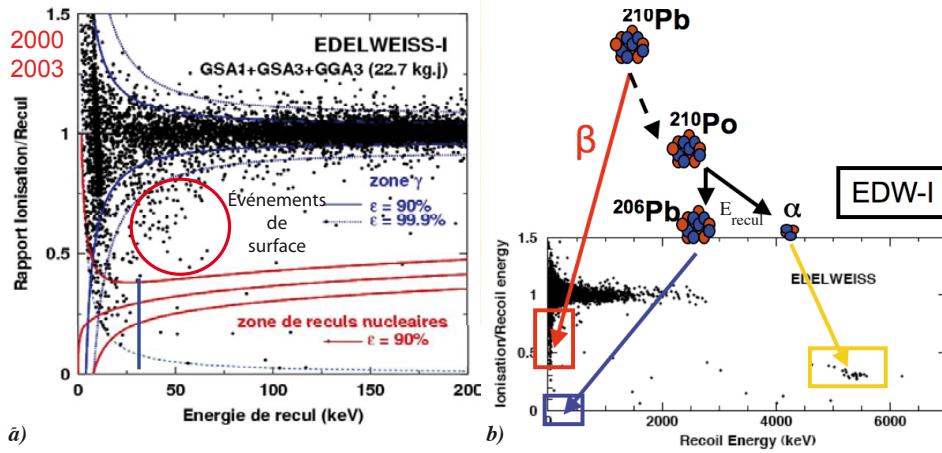 2000
2003
1.5
1
0.5
0
Rapport Ionisation/Recul
EDELWEISS-I
GSA1+GSA3+GGA3 (22.7 kg.j)
zone γ
ε = 90%
ε = 99.9%
Événements
de
surface
zone de reculs nucleaires
ε = 90%
0 50 100 150 200
Energie de recul (keV)
a)
210Pb
β
210Po
206Pb
Erecul
α
EDW-I
1.5
1
0.5
0
Ionisation/Recoil energy
EDELWEISS
0 2000 4000 6000
Recoil Energy (keV)
b)